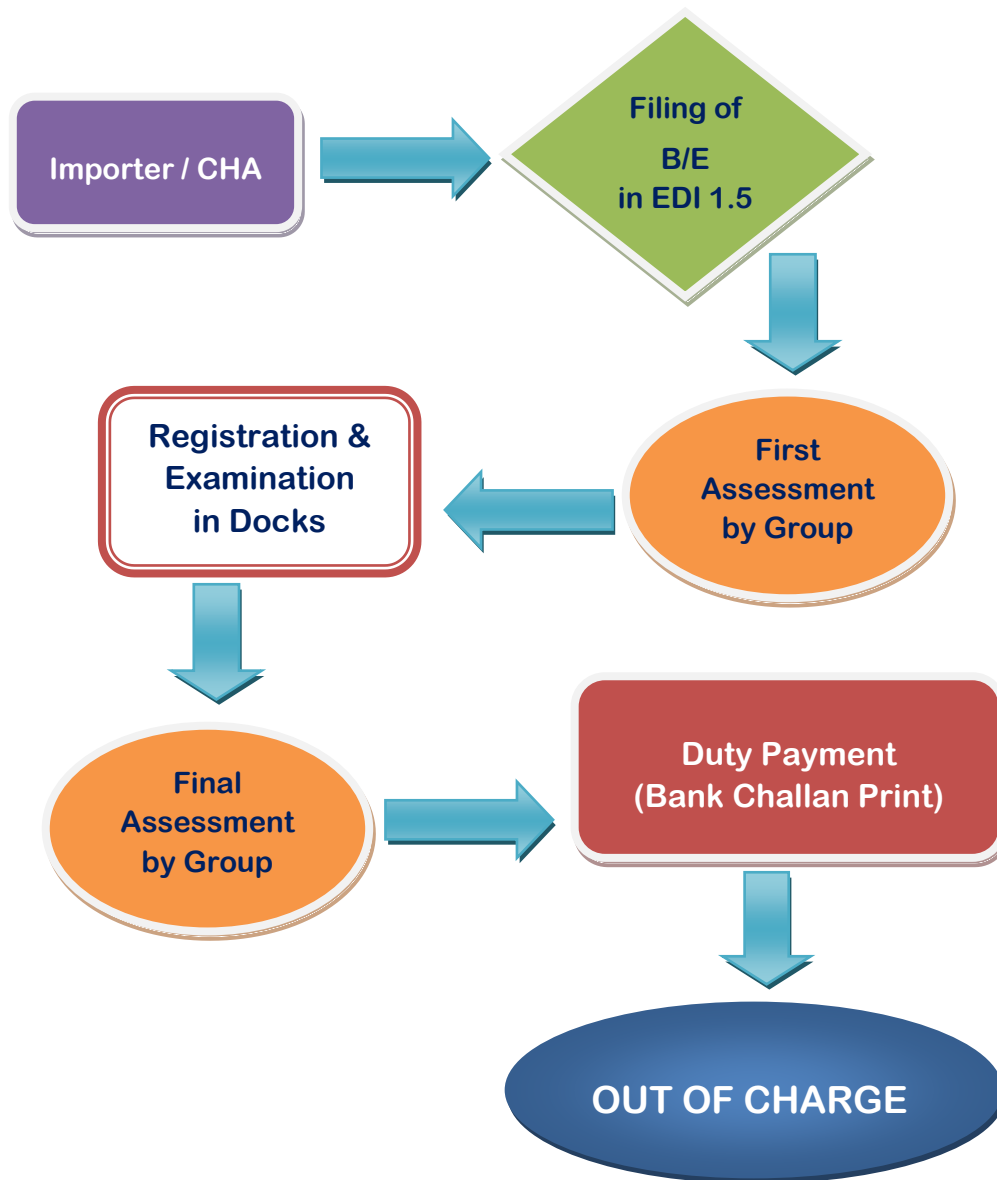 Importer / CHA
Filing of
B/E
in EDI 1.5
First
Assessment
by Group
Registration &
Examination
in Docks
Final
Assessment
by Group
Duty Payment
(Bank Challan Print)
OUT OF CHARGE